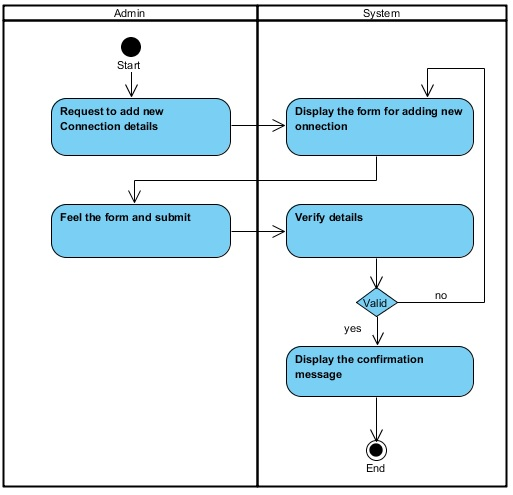 Admin
System
Start
Request to add new
Connection details
Display the form for adding new
onnection
Feel the form and submit
Verify details
Valid
no
yes
Display the confirmation
message
End